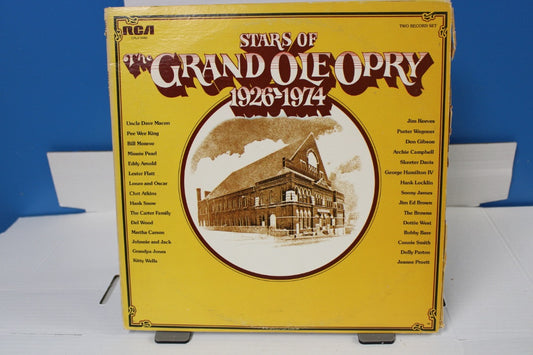 RCA
TWO RECORD SET
STARS OF
The GRAND OLE OPRY
1926-1974
Uncle Dave Macon
Pee Wee King
Bill Monroe
Minnie Pearl
Eddy Arnold
Lester Flatt
Lonzo and Oscar
Chet Atkins
Hank Snow
The Carter Family
Del Wood
Martha Carson
Johnnie and Jack
Grandpa Jones
Kitty Wells
Jim Reeves
Porter Wagoner
Don Gibson
Archie Campbell
Skeeter Davis
George Hamilton IV
Hank Locklin
Sonny James
Jim Ed Brown
The Browns
Dottie West
Bobby Bare
Connie Smith
Dolly Parton
Jeanne Pruett